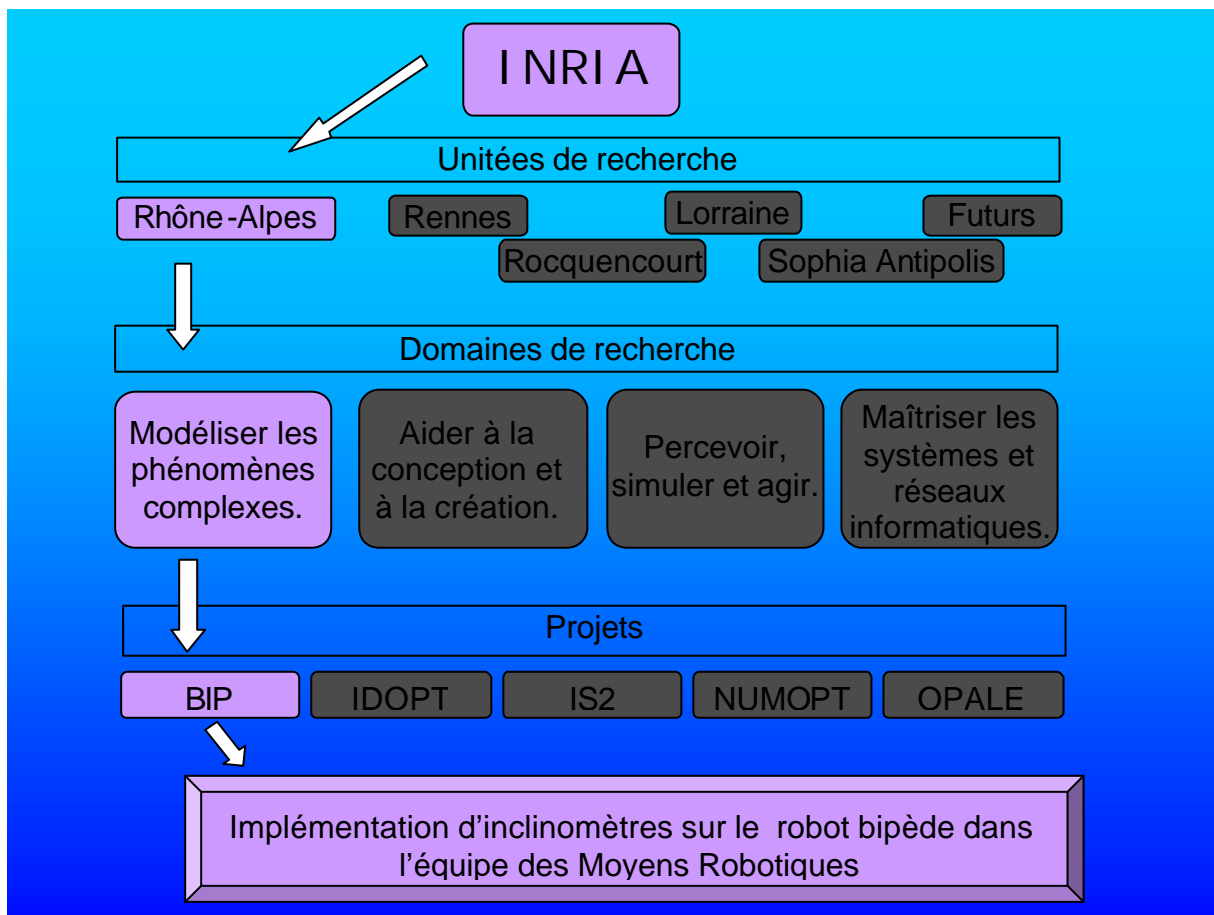 INRIA
Unitées de recherche
Rhône-Alpes
Rennes
Lorraine
Futurs
Rocquencourt
Sophia Antipolis
Domaines de recherche
Modéliser les
phénomènes
complexes.
Aider à la
conception et
à la création.
Percevoir,
simuler et agir.
Maîtriser les
systèmes et
réseaux
informatiques.
Projets
BIP
IDOPT
IS2
NUMOPT
OPALE
Implémentation d'inclinomètres sur le robot bipède dans
l'équipe des Moyens Robotiques